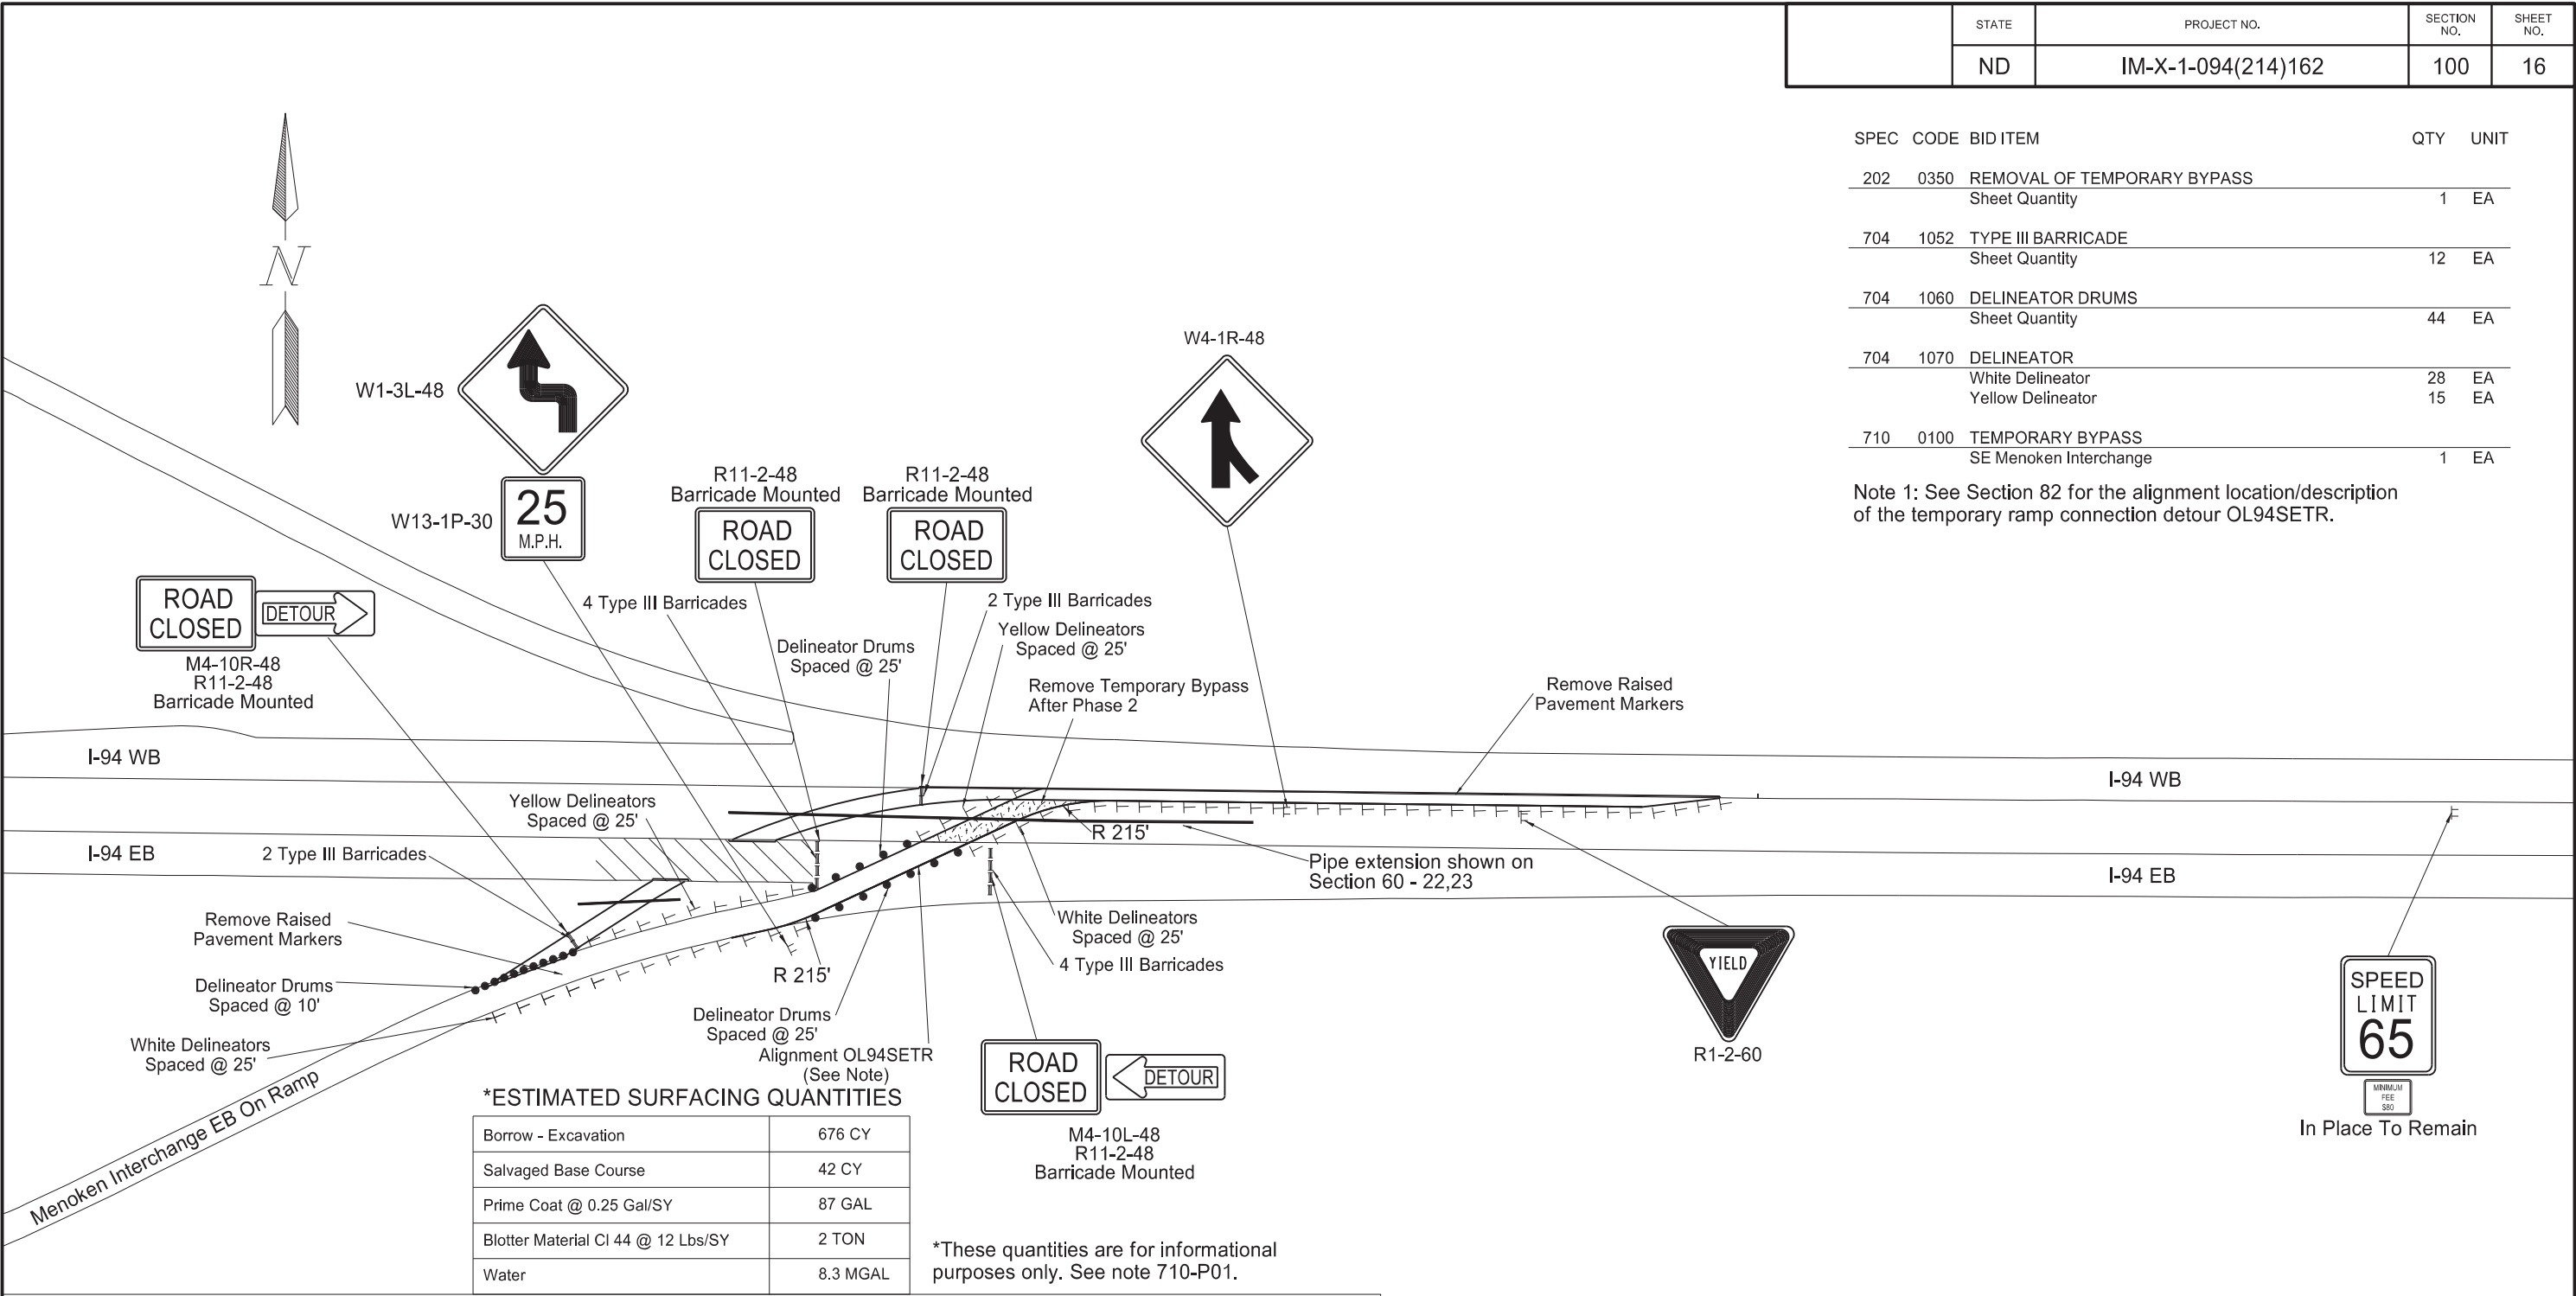 STATE
PROJECT NO.
SECTION NO.
SHEET NO.
ND
IM-X-1-094(214)162
100
16
SPEC CODE BID ITEM QTY UNIT
202 0350 REMOVAL OF TEMPORARY BYPASS
Sheet Quantity 1 EA
704 1052 TYPE III BARRICADE
Sheet Quantity 12 EA
704 1060 DELINEATOR DRUMS
Sheet Quantity 44 EA
704 1070 DELINEATOR
White Delineator 28 EA
Yellow Delineator 15 EA
710 0100 TEMPORARY BYPASS
SE Menoken Interchange 1 EA
Note 1: See Section 82 for the alignment location/description
of the temporary ramp connection detour OL94SETR.
N
W1-3L-48
W13-1P-30
25
M.P.H.
W4-1R-48
R11-2-48
Barricade Mounted
ROAD
CLOSED
R11-2-48
Barricade Mounted
ROAD
CLOSED
ROAD
CLOSED
DETOUR
M4-10R-48
R11-2-48
Barricade Mounted
4 Type III Barricades
Delineator Drums
Spaced @ 25'
2 Type III Barricades
Yellow Delineators
Spaced @ 25'
Remove Temporary Bypass
After Phase 2
Remove Raised
Pavement Markers
I-94 WB
I-94 WB
Yellow Delineators
Spaced @ 25'
I-94 EB
2 Type III Barricades
R 215'
Pipe extension shown on
Section 60 - 22,23
I-94 EB
Remove Raised
Pavement Markers
White Delineators
Spaced @ 25'
4 Type III Barricades
R 215'
Delineator Drums
Spaced @ 10'
Delineator Drums
Spaced @ 25'
White Delineators
Spaced @ 25'
Alignment OL94SETR
(See Note)
Menoken Interchange EB On Ramp
ROAD
CLOSED
DETOUR
M4-10L-48
R11-2-48
Barricade Mounted
YIELD
R1-2-60
SPEED
LIMIT
65
MINIMUM
FEE
$80
In Place To Remain
*ESTIMATED SURFACING QUANTITIES
Borrow - Excavation 676 CY
Salvaged Base Course 42 CY
Prime Coat @ 0.25 Gal/SY 87 GAL
Blotter Material Cl 44 @ 12 Lbs/SY 2 TON
Water 8.3 MGAL
*These quantities are for informational
purposes only. See note 710-P01.